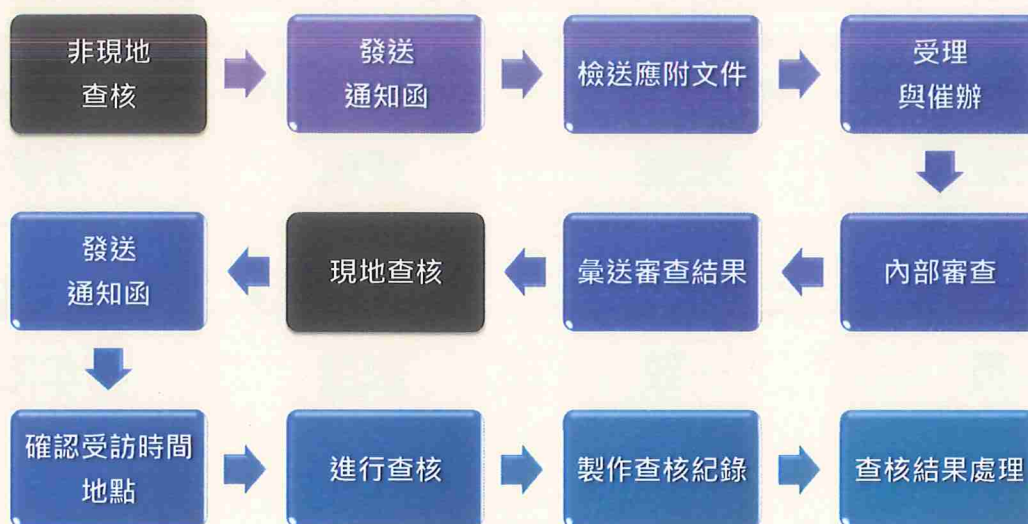 非現地
查核
發送
通知函
檢送應附文件
受理
與催辦
內部審查
彙送審查結果
現地查核
發送
通知函
確認受訪時間
地點
進行查核
製作查核紀錄
查核結果處理